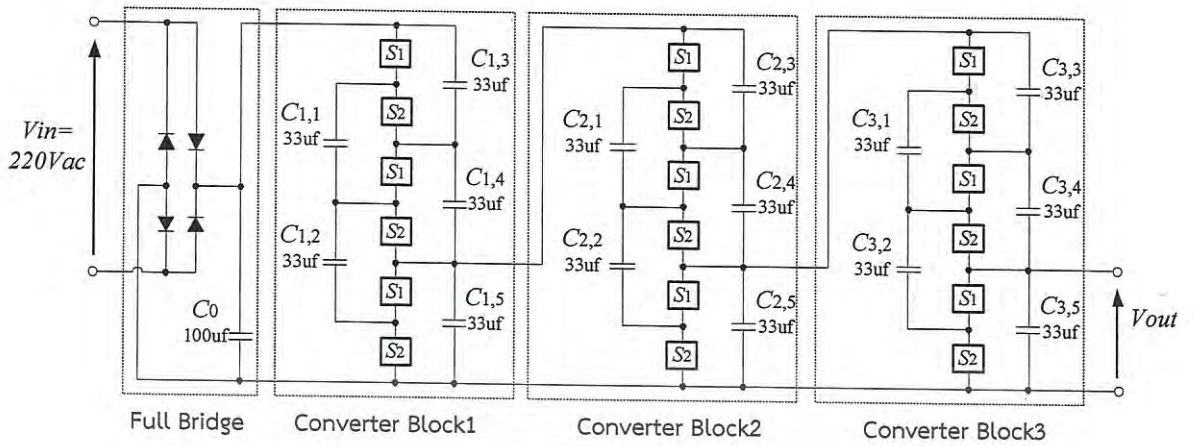 Vin=
220Vac
C0
100uf
Full Bridge
S1
S2
S1
S2
S1
S2
C1,1
33uf
C1,2
33uf
C1,3
33uf
C1,4
33uf
C1,5
33uf
Converter Block1
S1
S2
S1
S2
S1
S2
C2,1
33uf
C2,2
33uf
C2,3
33uf
C2,4
33uf
C2,5
33uf
Converter Block2
S1
S2
S1
S2
S1
S2
C3,1
33uf
C3,2
33uf
C3,3
33uf
C3,4
33uf
C3,5
33uf
Converter Block3
Vout